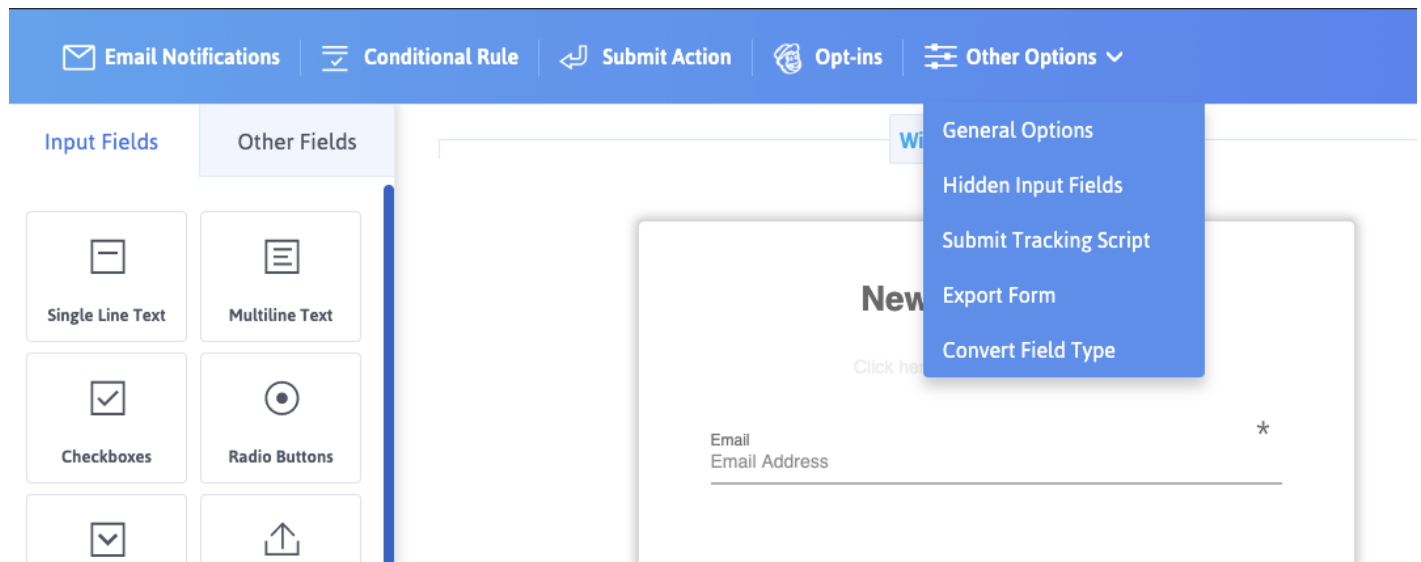 Email Notifications
Conditional Rule
Submit Action
Opt-ins
Other Options
Input Fields
Other Fields
General Options
Hidden Input Fields
Submit Tracking Script
Export Form
Convert Field Type
Single Line Text
Multiline Text
Checkboxes
Radio Buttons
New
Click
Email
Email Address
*